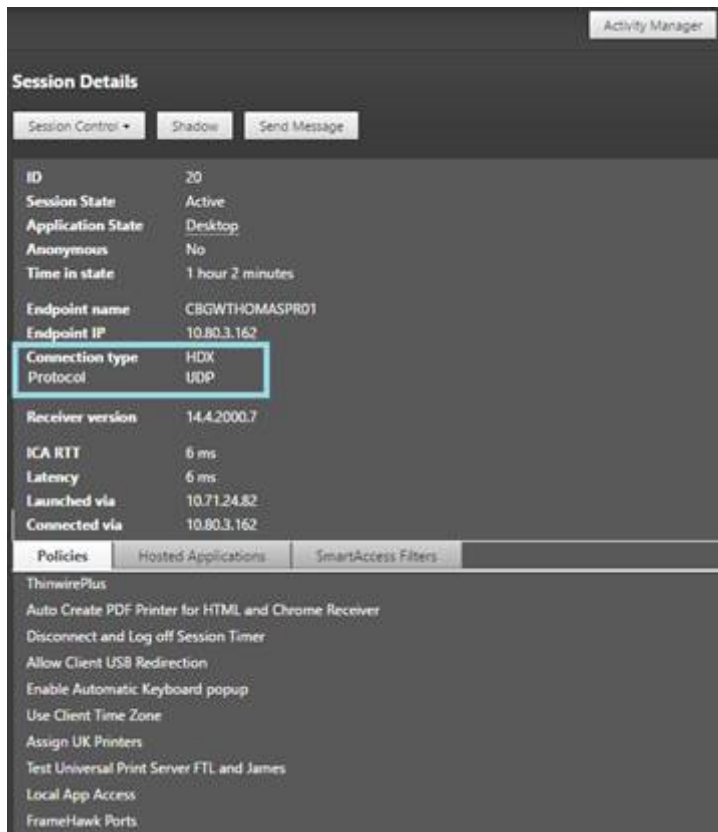 Activity Manager
Session Details
Session Control Shadow Send Message
ID 20
Session State Active
Application State Desktop
Anonymous No
Time in state 1 hour 2 minutes
Endpoint name CBGWTHOMASPR01
Endpoint IP 10.80.3.162
Connection type HDX
Protocol UDP
Receiver version 14.4.2000.7
ICA RTT 6 ms
Latency 6 ms
Launched via 10.71.24.82
Connected via 10.80.3.162
Policies Hosted Applications SmartAccess Filters
ThinwirePlus
Auto Create PDF Printer for HTML and Chrome Receiver
Disconnect and Log off Session Timer
Allow Client USB Redirection
Enable Automatic Keyboard popup
Use Client Time Zone
Assign UK Printers
Test Universal Print Server FTL and James
Local App Access
FrameHawk Ports